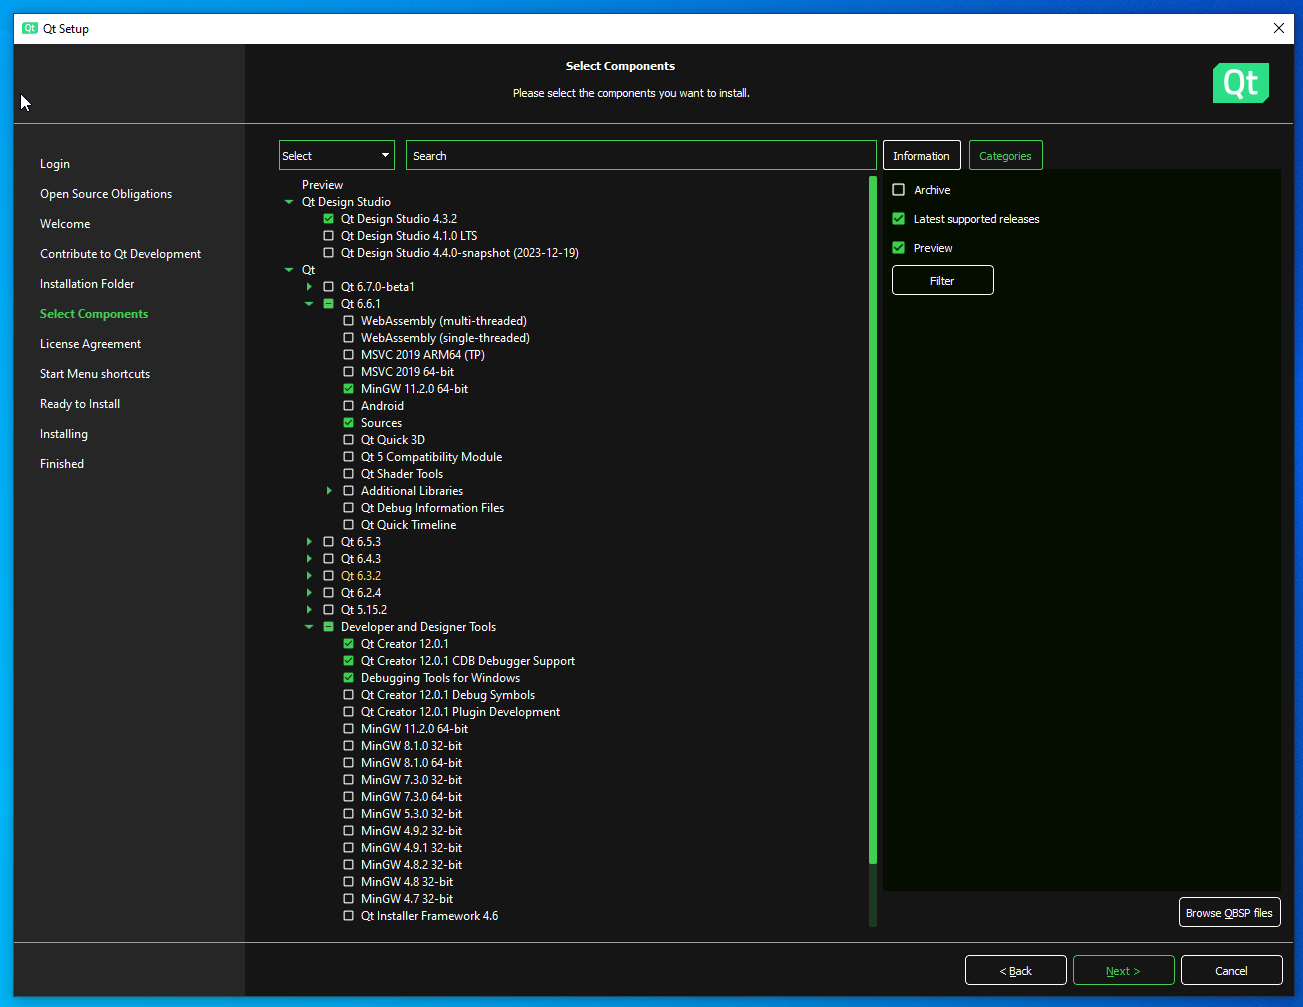 Qt Qt Setup
Select Components
Please select the components you want to install.
Qt
Login
Open Source Obligations
Welcome
Contribute to Qt Development
Installation Folder
Select Components
License Agreement
Start Menu shortcuts
Ready to Install
Installing
Finished
Select
Search
Information
Categories
Preview
Qt Design Studio
Qt Design Studio 4.3.2
Qt Design Studio 4.1.0 LTS
Qt Design Studio 4.4.0-snapshot (2023-12-19)
Qt
Qt 6.7.0-beta1
Qt 6.6.1
WebAssembly (multi-threaded)
WebAssembly (single-threaded)
MSVC 2019 ARM64 (TP)
MSVC 2019 64-bit
MinGW 11.2.0 64-bit
Android
Sources
Qt Quick 3D
Qt 5 Compatibility Module
Qt Shader Tools
Additional Libraries
Qt Debug Information Files
Qt Quick Timeline
Qt 6.5.3
Qt 6.4.3
Qt 6.3.2
Qt 6.2.4
Qt 5.15.2
Developer and Designer Tools
Qt Creator 12.0.1
Qt Creator 12.0.1 CDB Debugger Support
Debugging Tools for Windows
Qt Creator 12.0.1 Debug Symbols
Qt Creator 12.0.1 Plugin Development
MinGW 11.2.0 64-bit
MinGW 8.1.0 32-bit
MinGW 8.1.0 64-bit
MinGW 7.3.0 32-bit
MinGW 7.3.0 64-bit
MinGW 5.3.0 32-bit
MinGW 4.9.2 32-bit
MinGW 4.9.1 32-bit
MinGW 4.8.2 32-bit
MinGW 4.8 32-bit
MinGW 4.7 32-bit
Qt Installer Framework 4.6
Archive
Latest supported releases
Preview
Filter
Browse QBSP files
< Back
Next >
Cancel